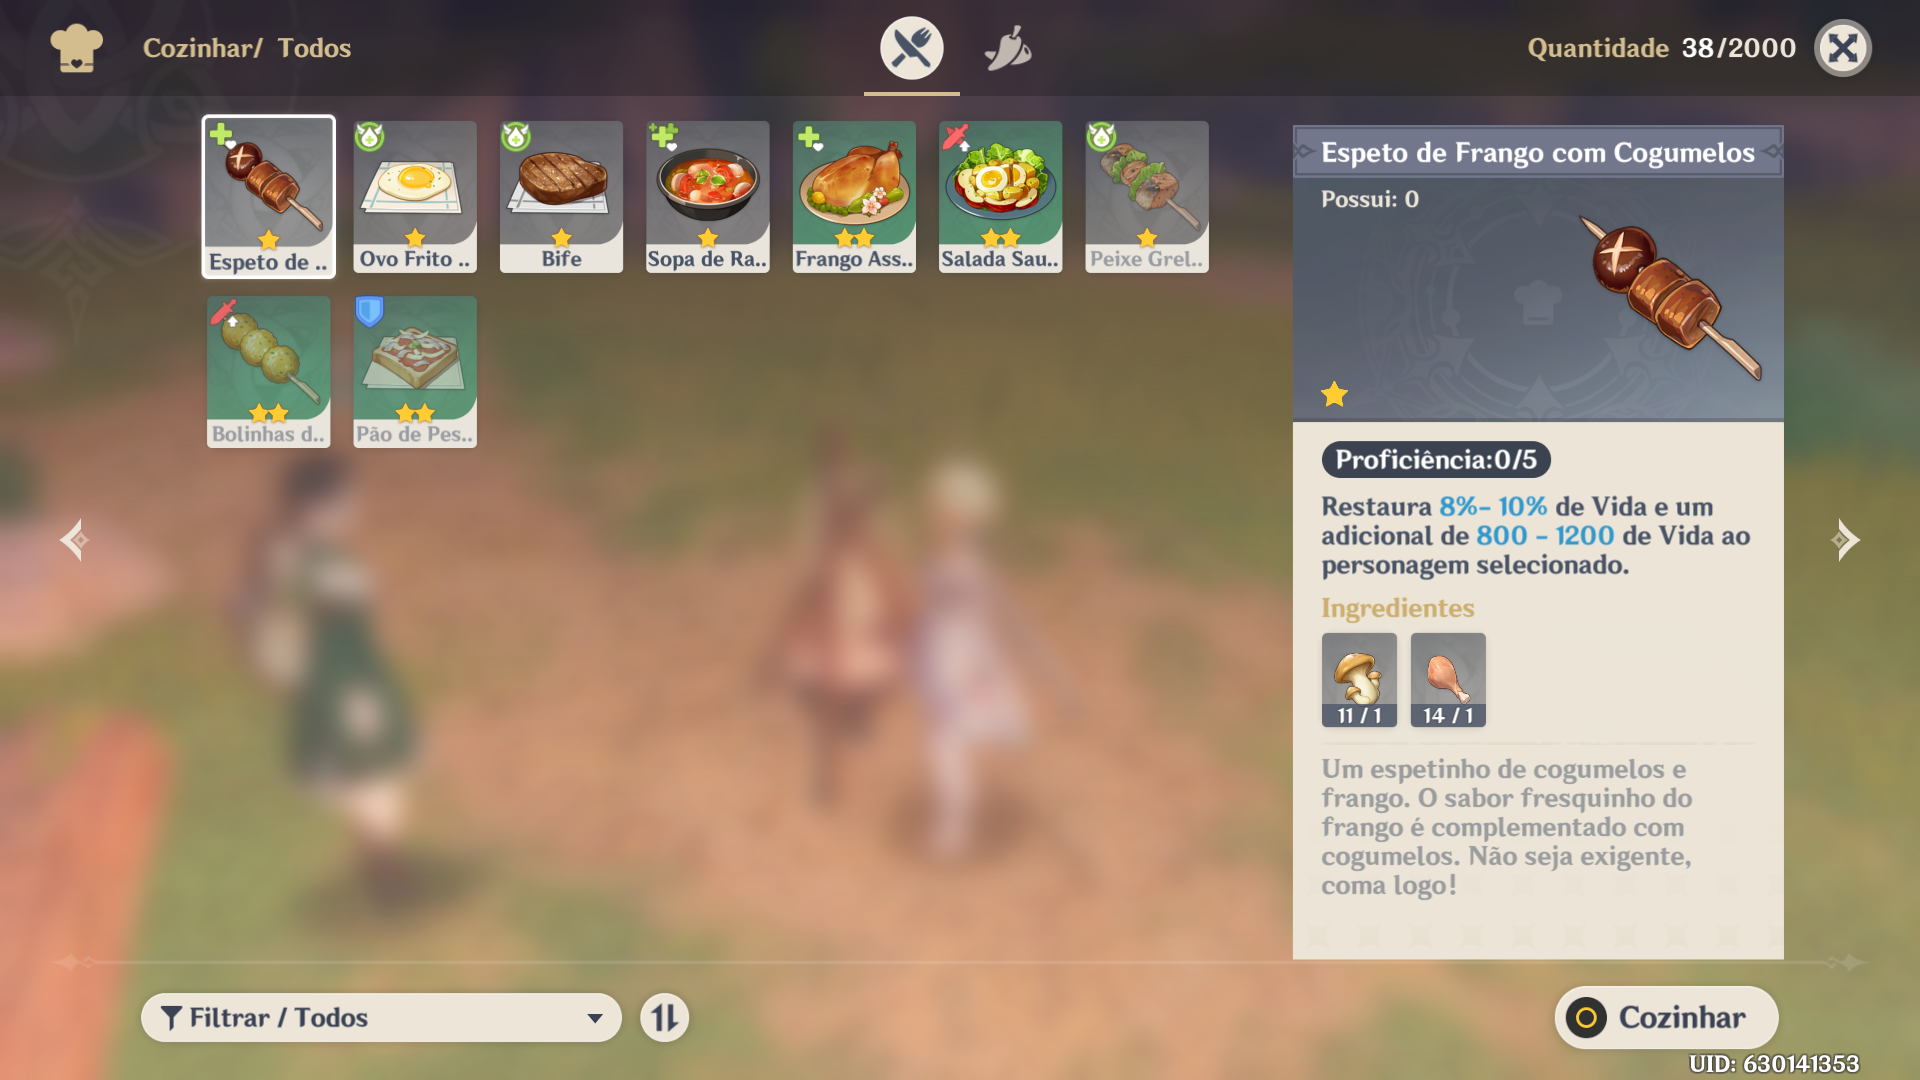 Cozinhar/ Todos
Quantidade 38/2000
Espeto de ..
Ovo Frito ..
Bife
Sopa de Ra..
Frango Ass..
Salada Sau..
Peixe Grel..
Bolinhas d..
Pão de Pes..
Espeto de Frango com Cogumelos
Possui: 0
Proficiência:0/5
Restaura 8%- 10% de Vida e um
adicional de 800 - 1200 de Vida ao
personagem selecionado.
Ingredientes
11 / 1
14 / 1
Um espetinho de cogumelos e
frango. O sabor fresquinho do
frango é complementado com
cogumelos. Não seja exigente,
coma logo!
Filtrar / Todos
Cozinhar
UID: 630141353